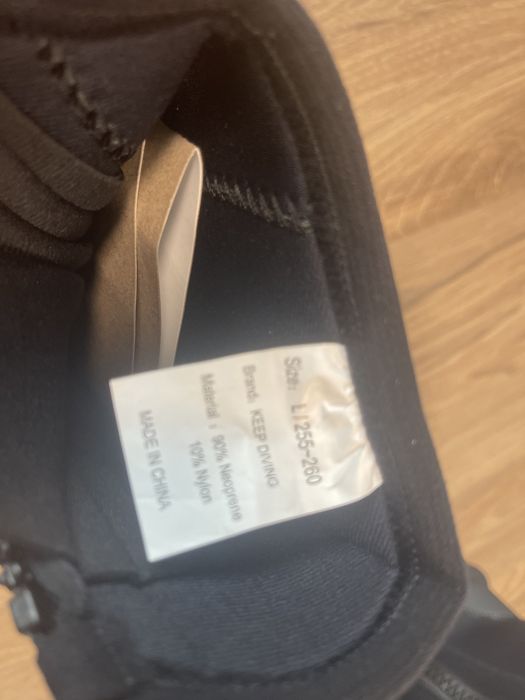 Size: L/255-260
Brand: KEEP DIVING
Material : 90% Neoprene
10% Nylon
MADE IN CHINA